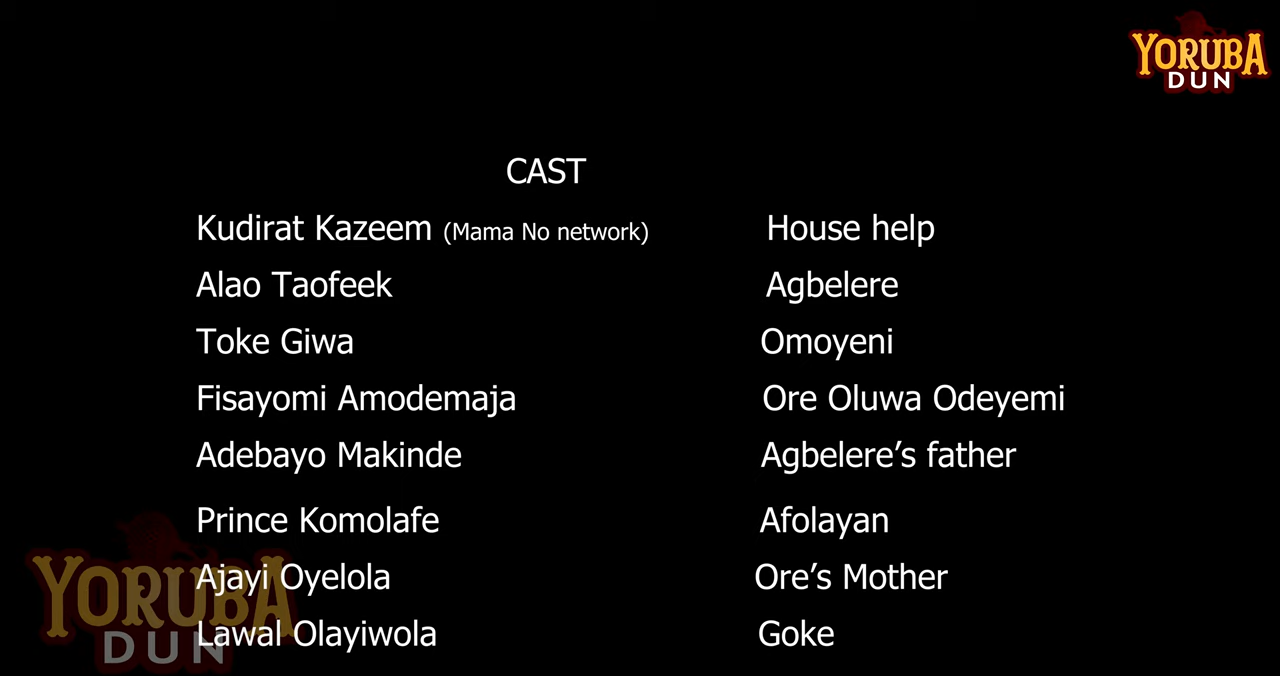 YORUBA
DUN
CAST
Kudirat Kazeem (Mama No network) House help
Alao Taofeek Agbelere
Toke Giwa Omoyeni
Fisayomi Amodemaja Ore Oluwa Odeyemi
Adebayo Makinde Agbelere’s father
Prince Komolafe Afolayan
Ajayi Oyelola Ore’s Mother
Lawal Olayiwola Goke
YORUBA
DUN